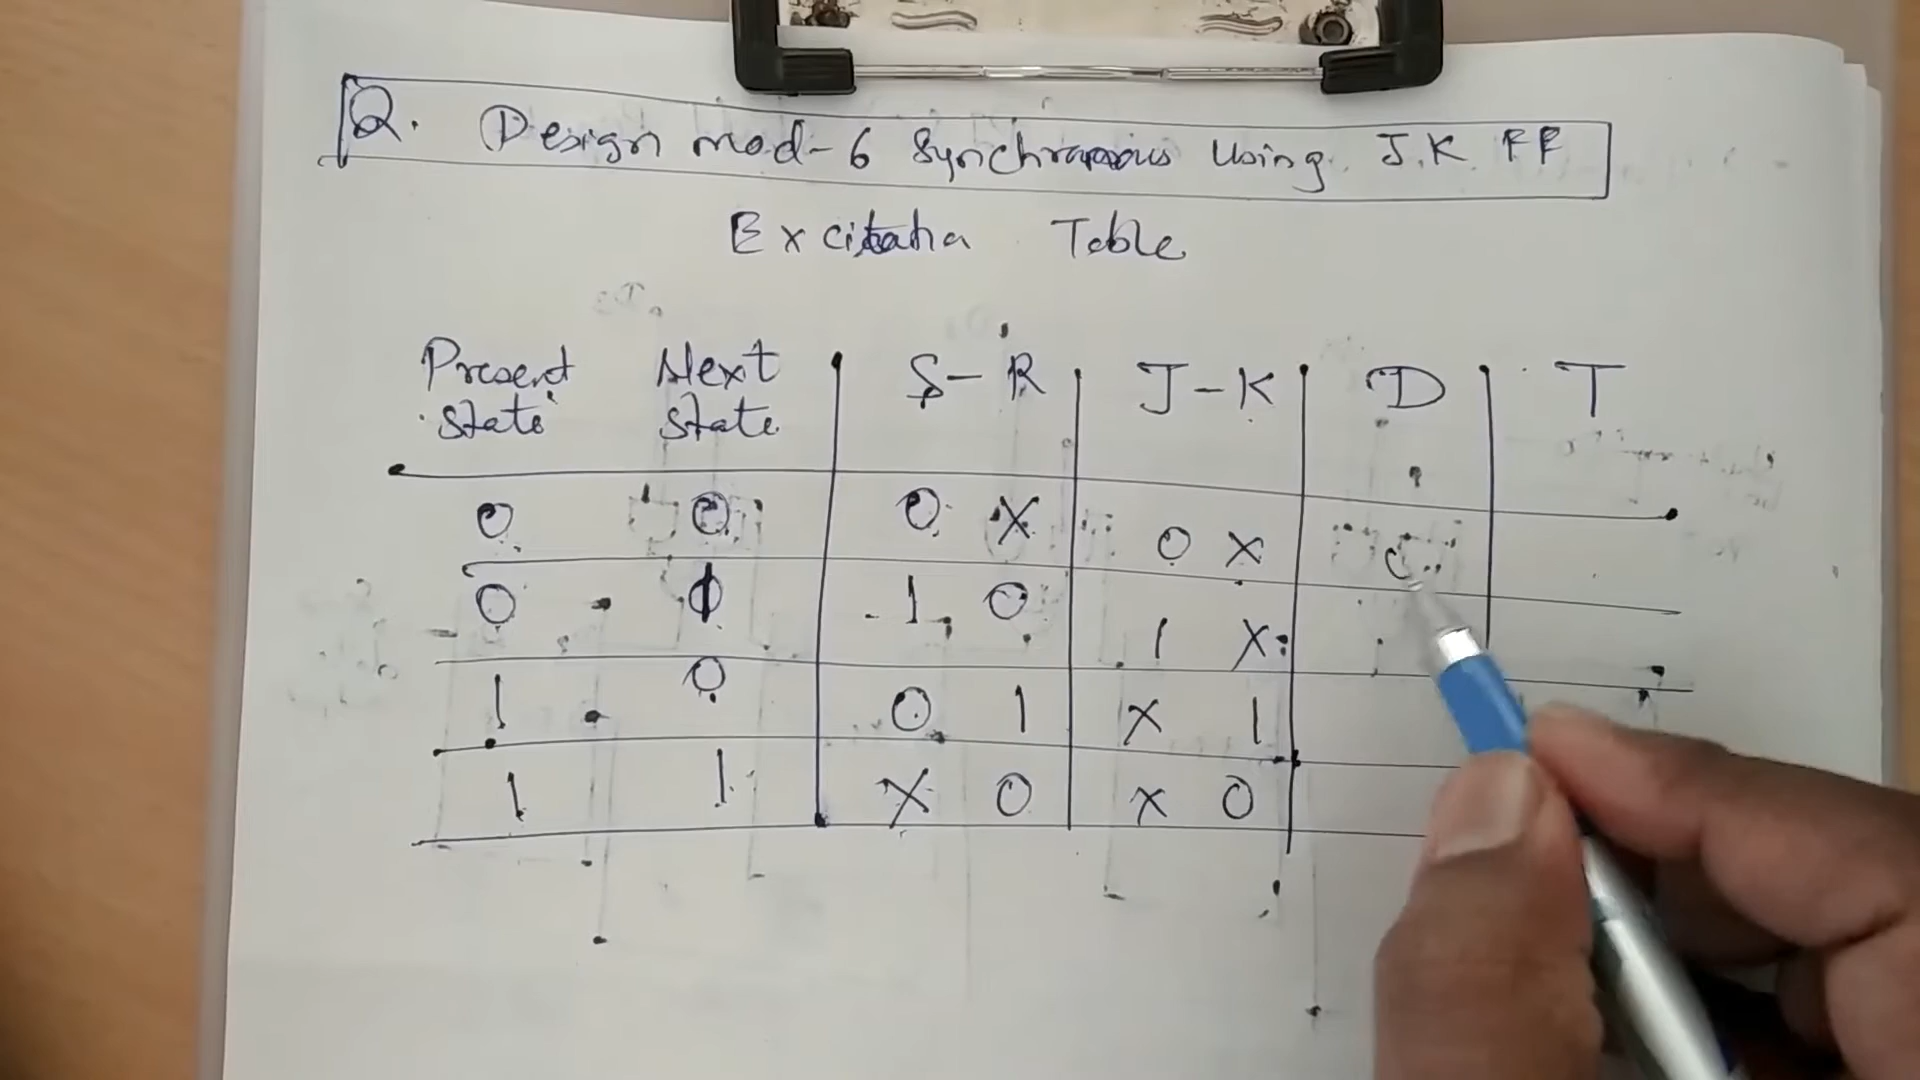 Q. Design mod-6 Synchronous Using J.K FF
Excitation Table
Present state Next state S-R J-K D T
0 0 0 X 0 X 0
0 1 1 0 1 X
1 0 0 1 X 1
1 1 X 0 X 0